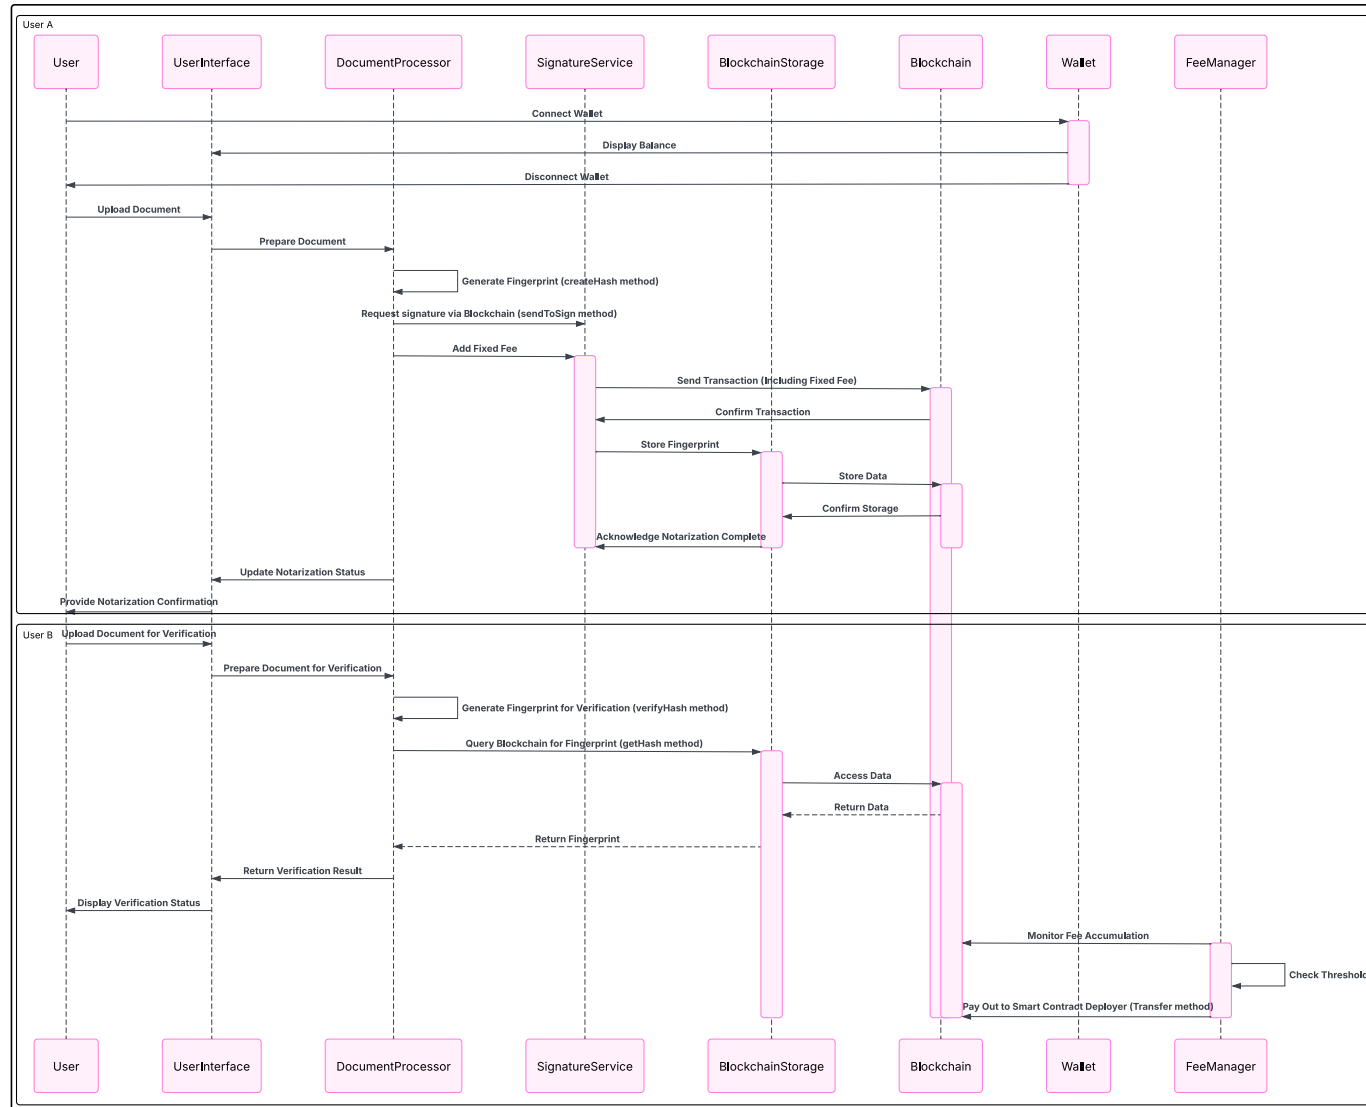 User A
User
UserInterface
DocumentProcessor
SignatureService
BlockchainStorage
Blockchain
Wallet
FeeManager
Connect Wallet
Display Balance
Disconnect Wallet
Upload Document
Prepare Document
Generate Fingerprint (createHash method)
Request signature via Blockchain (sendToSign method)
Add Fixed Fee
Send Transaction (Including Fixed Fee)
Confirm Transaction
Store Fingerprint
Store Data
Confirm Storage
Acknowledge Notarization Complete
Update Notarization Status
Provide Notarization Confirmation
User B
Upload Document for Verification
Prepare Document for Verification
Generate Fingerprint for Verification (verifyHash method)
Query Blockchain for Fingerprint (getHash method)
Access Data
Return Data
Return Fingerprint
Return Verification Result
Display Verification Status
Monitor Fee Accumulation
Check Threshold
Pay Out to Smart Contract Deployer (Transfer method)
User
UserInterface
DocumentProcessor
SignatureService
BlockchainStorage
Blockchain
Wallet
FeeManager